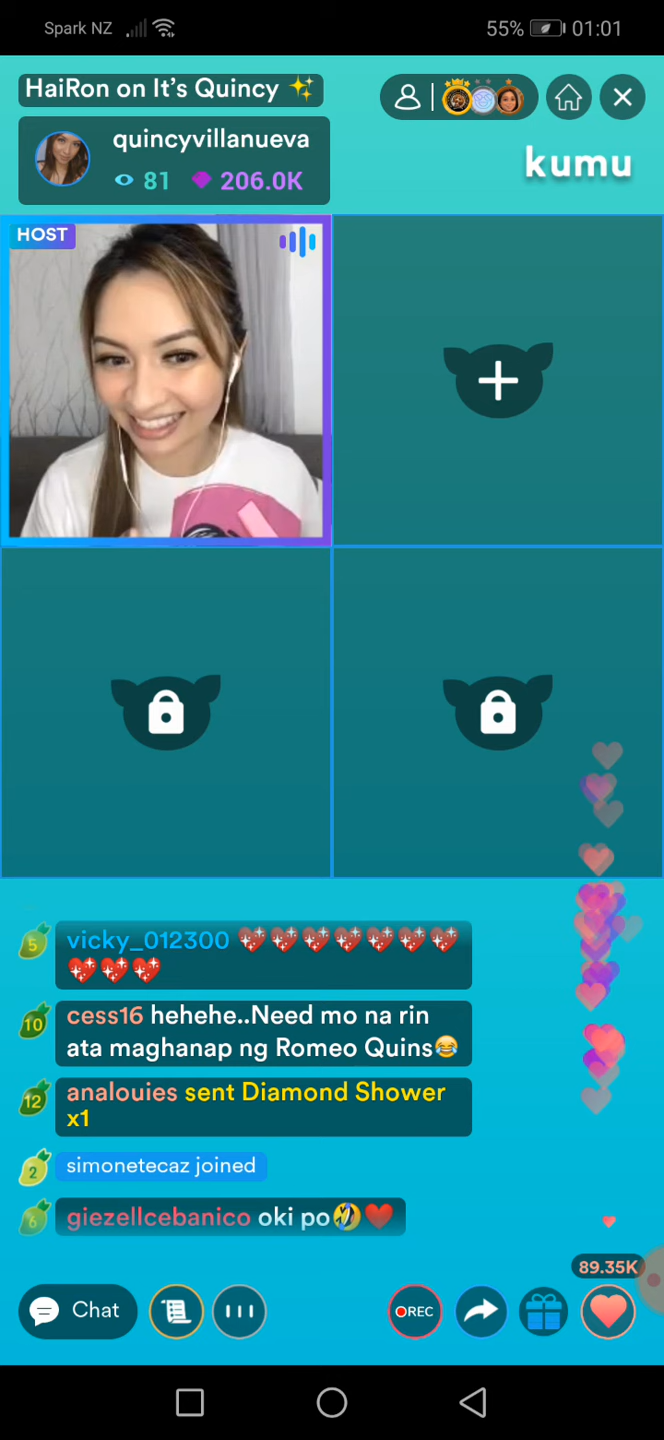 Spark NZ
55% 01:01
HaiRon on It's Quincy ✨
quincyvillanueva
81 206.0K
kumu
HOST
5 vicky_012300 💖💖💖💖💖💖💖
💖💖💖
10 cess16 hehehe..Need mo na rin
ata maghanap ng Romeo Quins😂
12 analouies sent Diamond Shower
x1
2 simonetecaz joined
6 giezellcebanico oki po🤣❤️
89.35K
Chat
REC